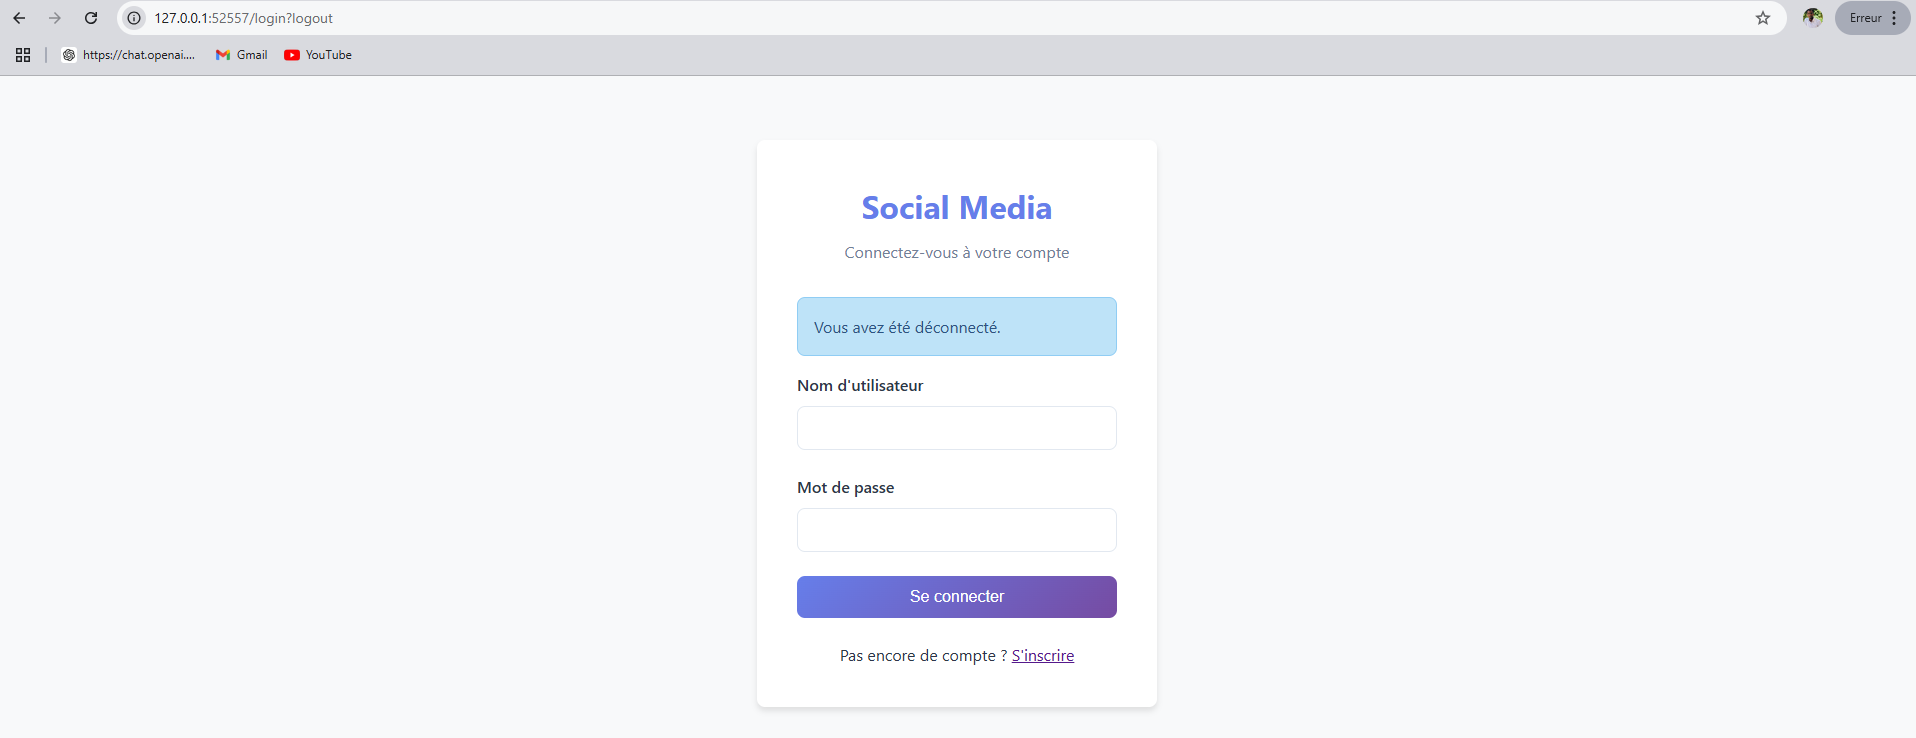 127.0.0.1:52557/login?logout
Erreur
https://chat.openai....
Gmail
YouTube
Social Media
Connectez-vous à votre compte
Vous avez été déconnecté.
Nom d'utilisateur
Mot de passe
Se connecter
Pas encore de compte ? S'inscrire